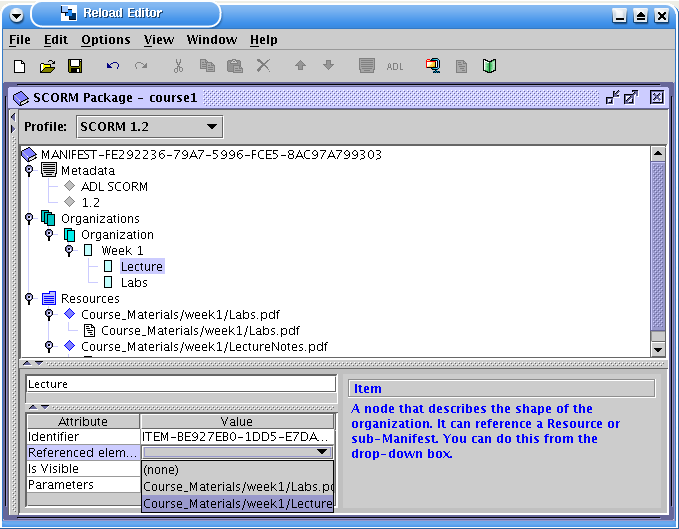 Reload Editor
File Edit Options View Window Help
ADL
SCORM Package - course1
Profile: SCORM 1.2
MANIFEST-FE292236-79A7-5996-FCE5-8AC97A799303
Metadata
ADL SCORM
1.2
Organizations
Organization
Week 1
Lecture
Labs
Resources
Course_Materials/week1/Labs.pdf
Course_Materials/week1/Labs.pdf
Course_Materials/week1/LectureNotes.pdf
Lecture
Attribute Value
Identifier ITEM-BE927EB0-1DD5-E7DA...
Referenced elem...
Is Visible
Parameters
(none)
Course_Materials/week1/Labs.pd
Course_Materials/week1/Lecture
Item
A node that describes the shape of the
organization. It can reference a Resource or
sub-Manifest. You can do this from the
drop-down box.